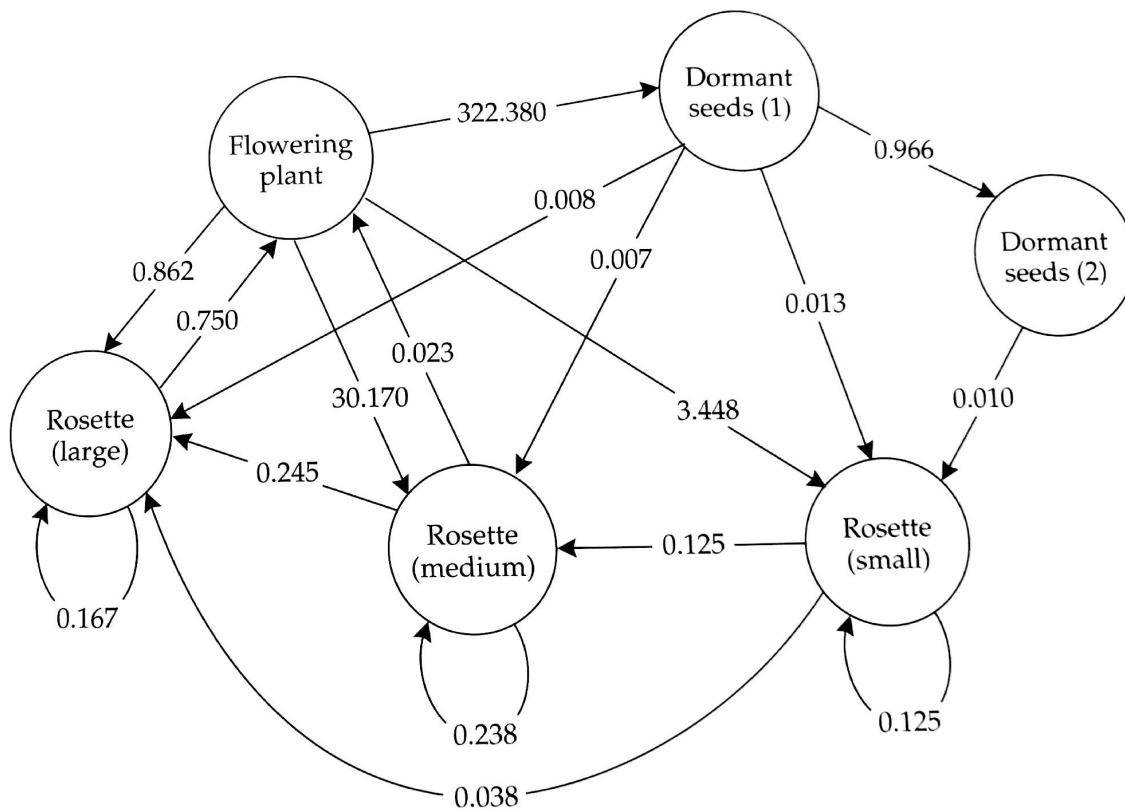 Dormant
seeds (1)
322.380
Flowering
plant
0.966
0.008
Dormant
seeds (2)
0.007
0.862
0.013
0.750
0.023
30.170
3.448
0.010
Rosette
(large)
0.245
Rosette
(medium)
0.125
Rosette
(small)
0.167
0.238
0.125
0.038